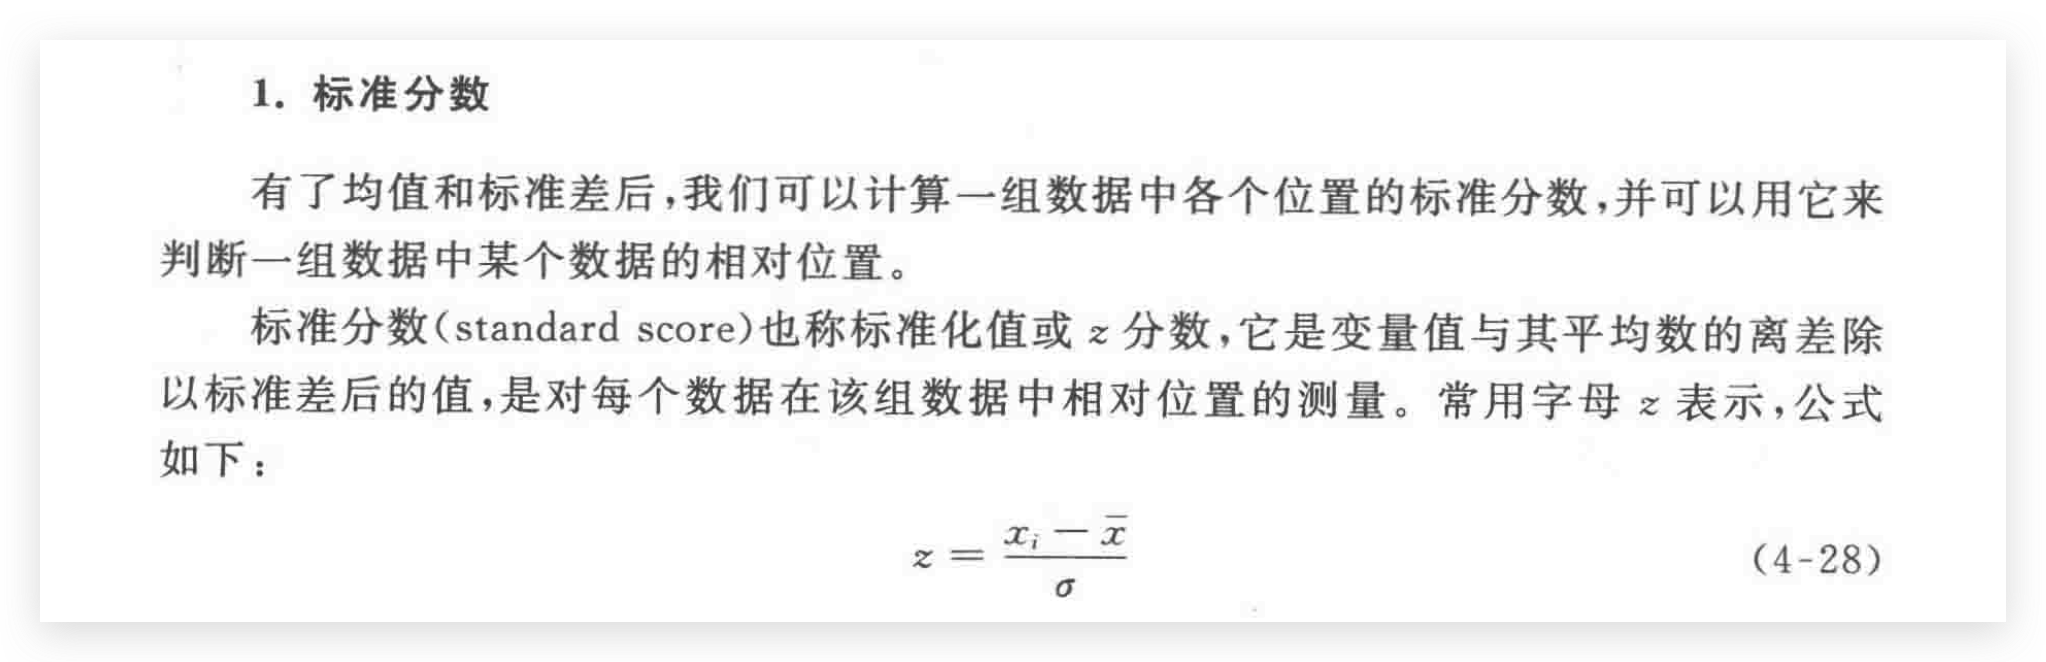 1. 标准分数
有了均值和标准差后,我们可以计算一组数据中各个位置的标准分数,并可以用它来
判断一组数据中某个数据的相对位置。
标准分数(standard score)也称标准化值或 z 分数,它是变量值与其平均数的离差除
以标准差后的值,是对每个数据在该组数据中相对位置的测量。常用字母 z 表示,公式
如下:
z = (xᵢ − x̄) / σ (4-28)